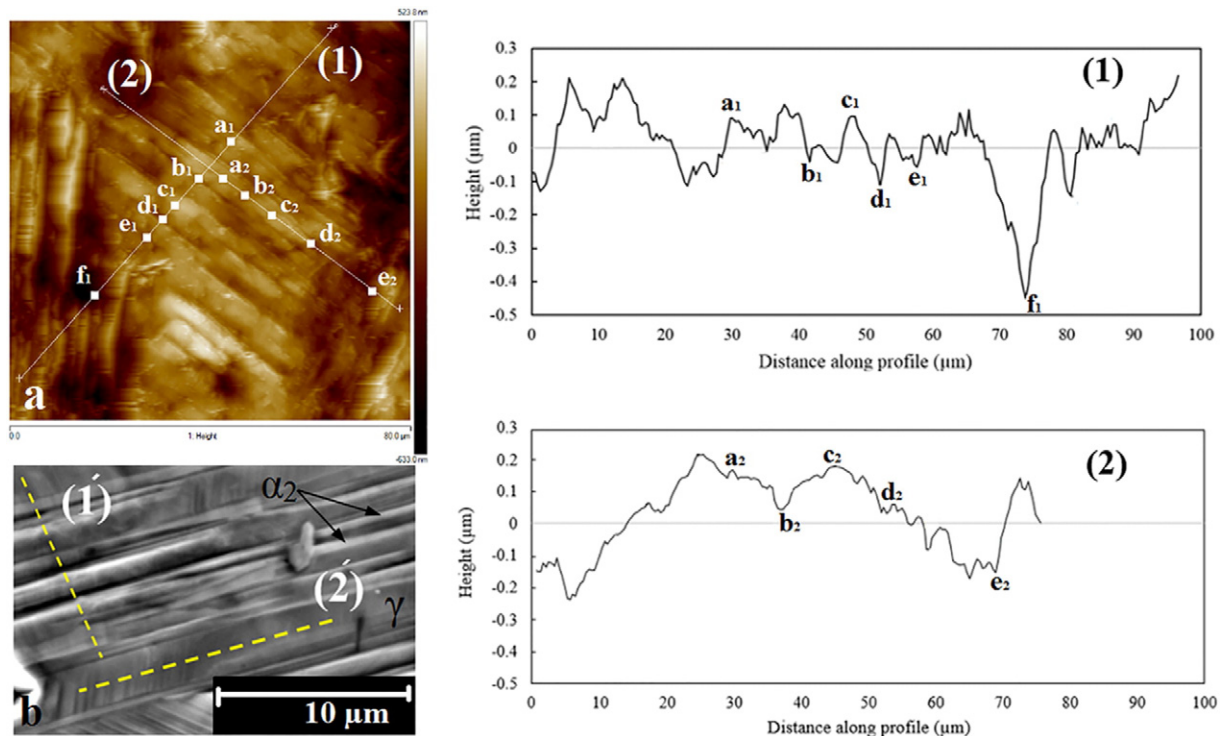 523.8 nm
(1)
(2)
a1
b1
a2
c1
b2
d1
c2
e1
d2
f1
e2
a
0.0
1: Height
80.0 µm
-633.0 nm
(1́)
α2
(2́)
γ
b
10 µm
(1)
0.3
0.2
0.1
0
-0.1
-0.2
-0.3
-0.4
-0.5
Height (µm)
a1
c1
b1
d1
e1
f1
0 10 20 30 40 50 60 70 80 90 100
Distance along profile (µm)
(2)
0.3
0.2
0.1
0
-0.1
-0.2
-0.3
-0.4
-0.5
Height (µm)
a2
c2
b2
d2
e2
0 10 20 30 40 50 60 70 80 90 100
Distance along profile (µm)